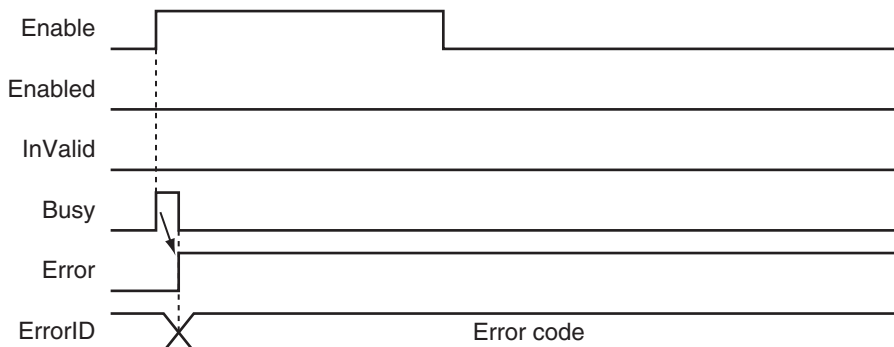 Enable
Enabled
InValid
Busy
Error
ErrorID
Error code